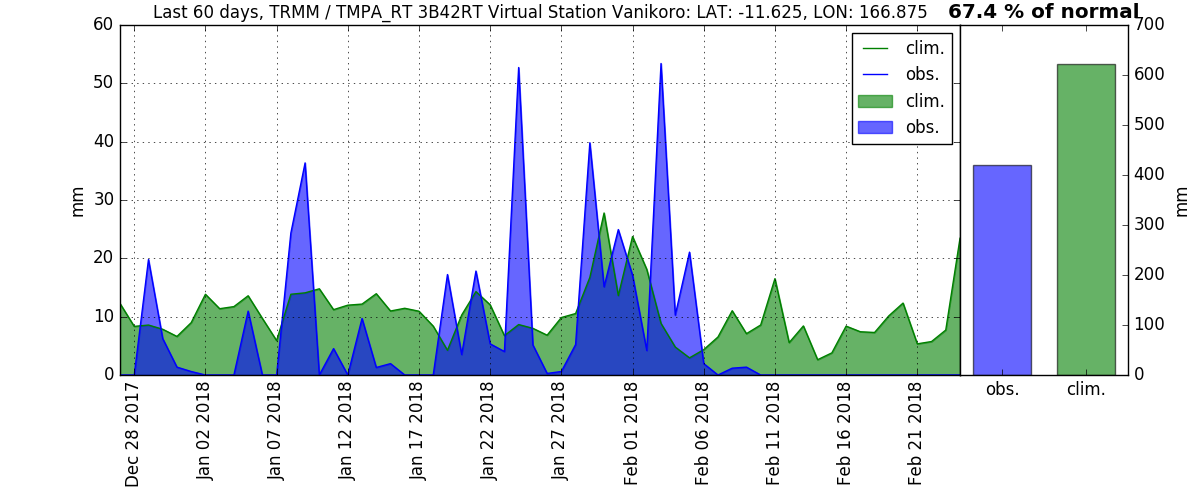 Last 60 days, TRMM / TMPA_RT 3B42RT Virtual Station Vanikoro: LAT: -11.625, LON: 166.875
67.4 % of normal
60
50
40
30
20
10
0
mm
clim.
obs.
clim.
obs.
Dec 28 2017
Jan 02 2018
Jan 07 2018
Jan 12 2018
Jan 17 2018
Jan 22 2018
Jan 27 2018
Feb 01 2018
Feb 06 2018
Feb 11 2018
Feb 16 2018
Feb 21 2018
700
600
500
400
300
200
100
0
mm
obs.
clim.